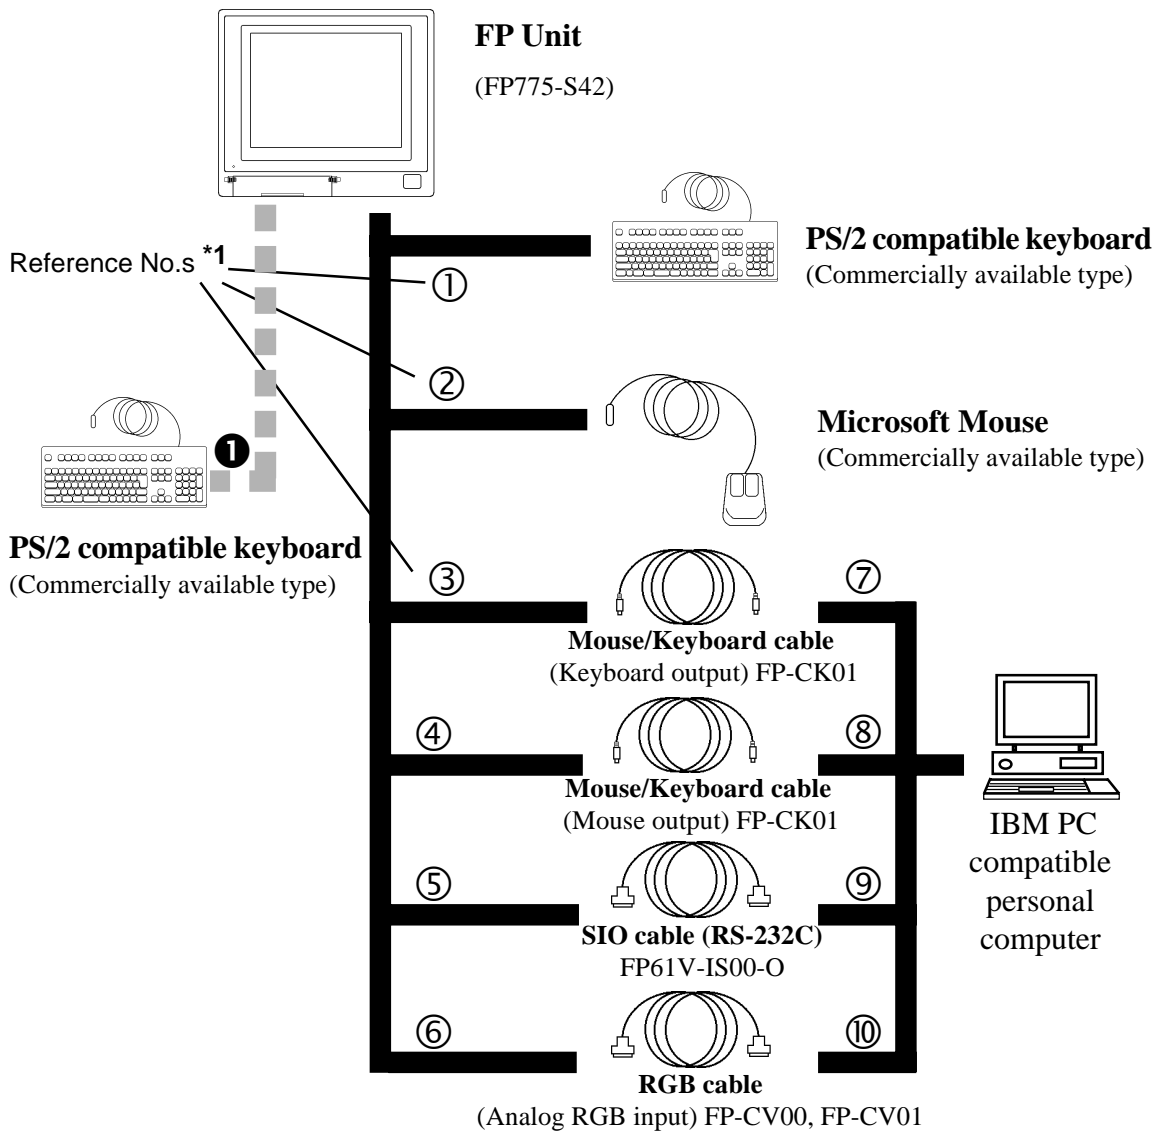 FP Unit
(FP775-S42)
Reference No.s *1
①
PS/2 compatible keyboard
(Commercially available type)
②
Microsoft Mouse
(Commercially available type)
❶
PS/2 compatible keyboard
(Commercially available type)
③
⑦
Mouse/Keyboard cable
(Keyboard output) FP-CK01
④
⑧
Mouse/Keyboard cable
(Mouse output) FP-CK01
IBM PC
compatible
personal
computer
⑤
⑨
SIO cable (RS-232C)
FP61V-IS00-O
⑥
⑩
RGB cable
(Analog RGB input) FP-CV00, FP-CV01